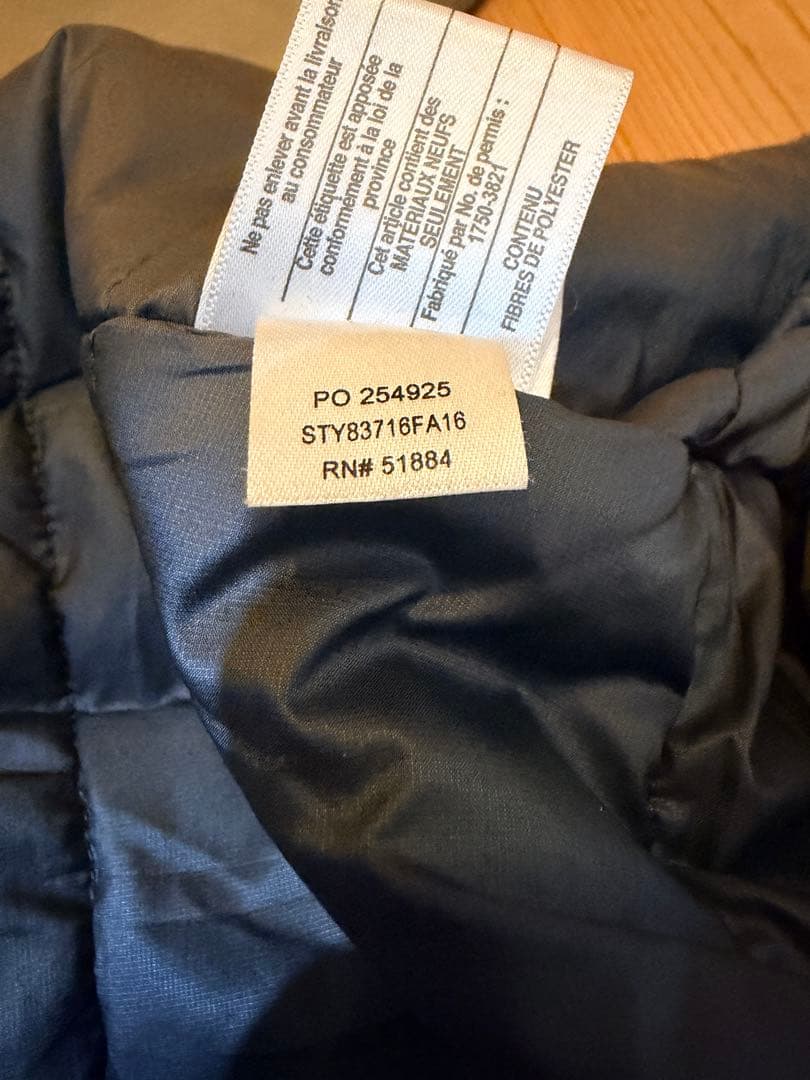 Ne pas enlever avant la livraison
au consommateur
Cette étiquette est apposée
conformément à la loi de la
province
Cet article contient des
MATÉRIAUX NEUFS
SEULEMENT
Fabriqué par No. de permis :
1750-3821
CONTENU
FIBRES DE POLYESTER
PO 254925
STY83716FA16
RN# 51884